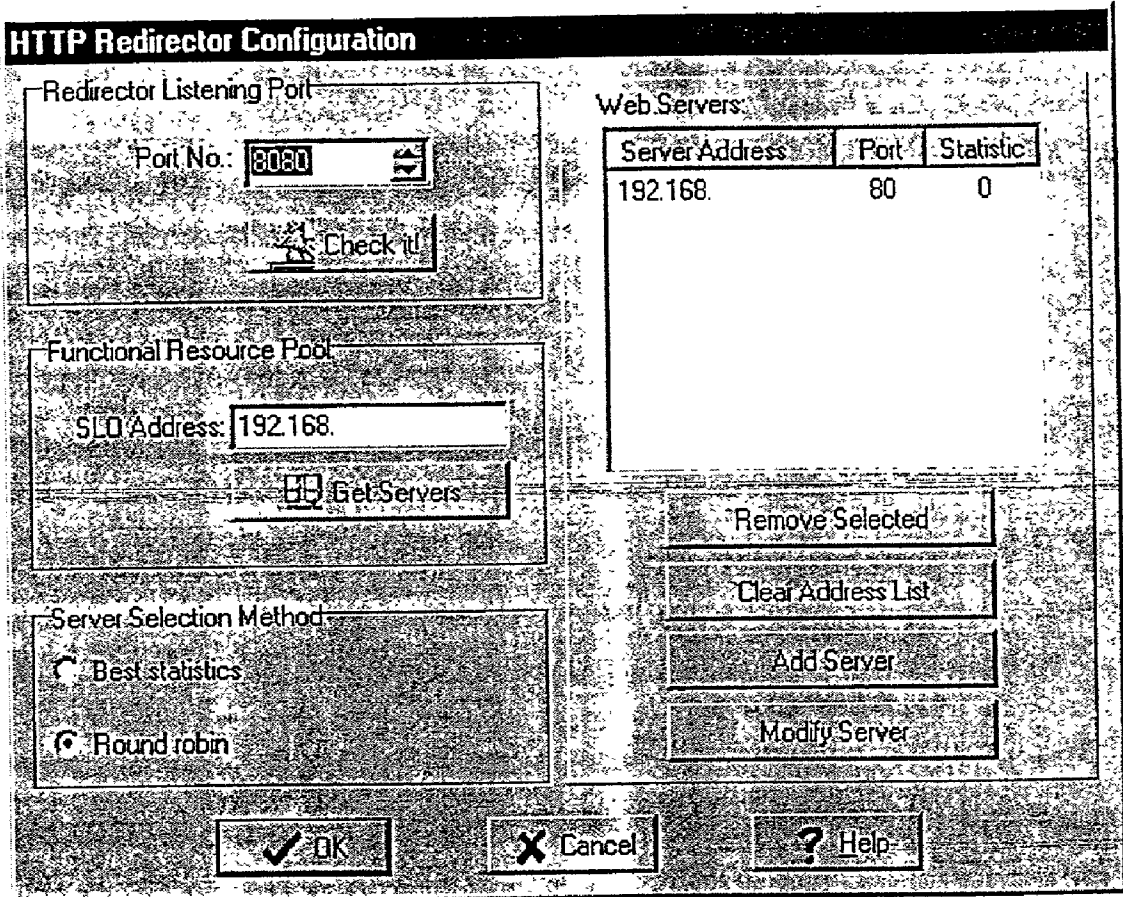 HTTP Redirector Configuration
Redirector Listening Port
Port No.: 8080
Check it!
Functional Resource Pool
SLO Address: 192.168.
Get Servers
Server Selection Method
Best statistics
Round robin
Web Servers:
Server Address Port Statistic
192.168. 80 0
Remove Selected
Clear Address List
Add Server
Modify Server
OK Cancel Help